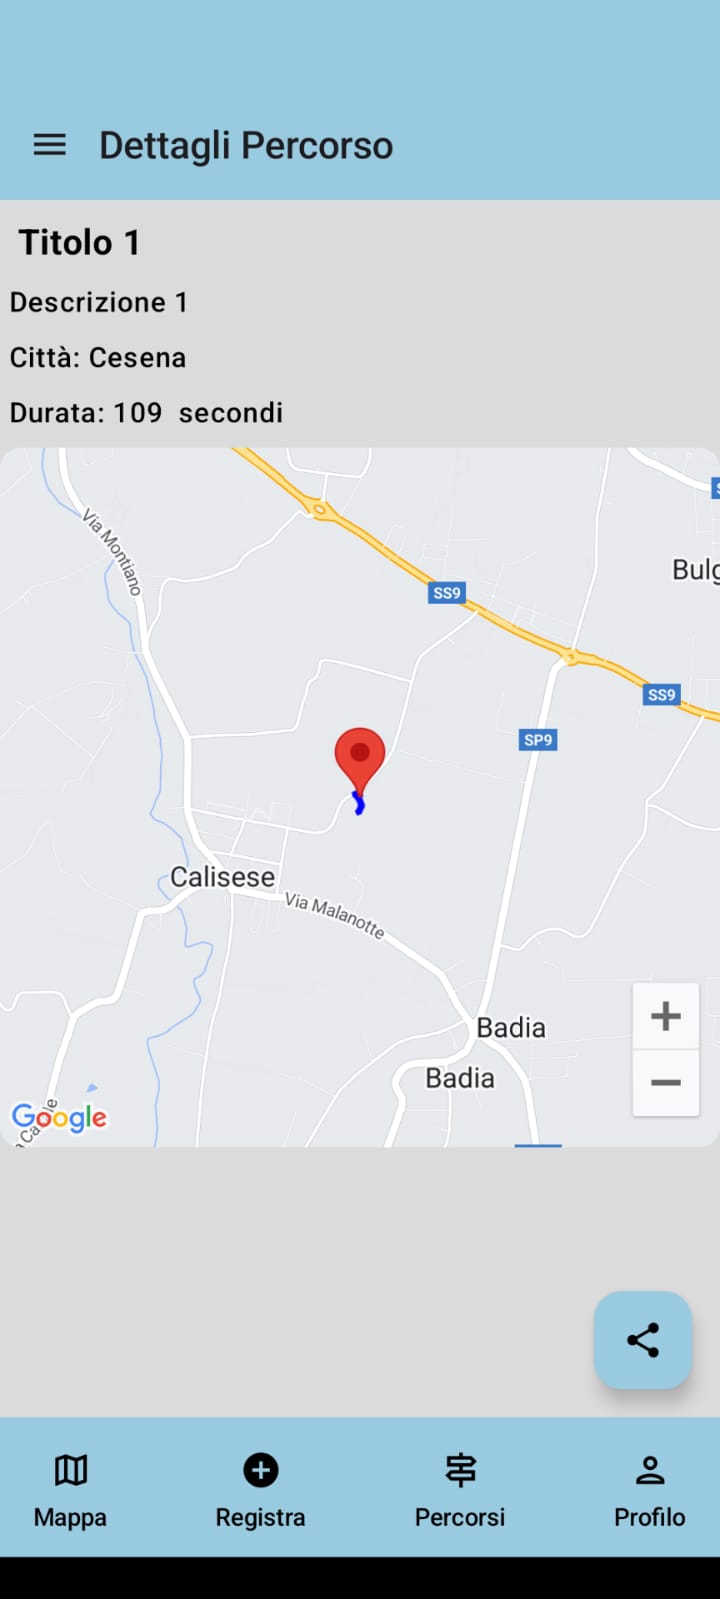 Dettagli Percorso
Titolo 1
Descrizione 1
Città: Cesena
Durata: 109 secondi
Via Montiano
SS9
Bulg
SS9
SP9
Calisese
Via Malanotte
Badia
Badia
Google
Mappa
Registra
Percorsi
Profilo